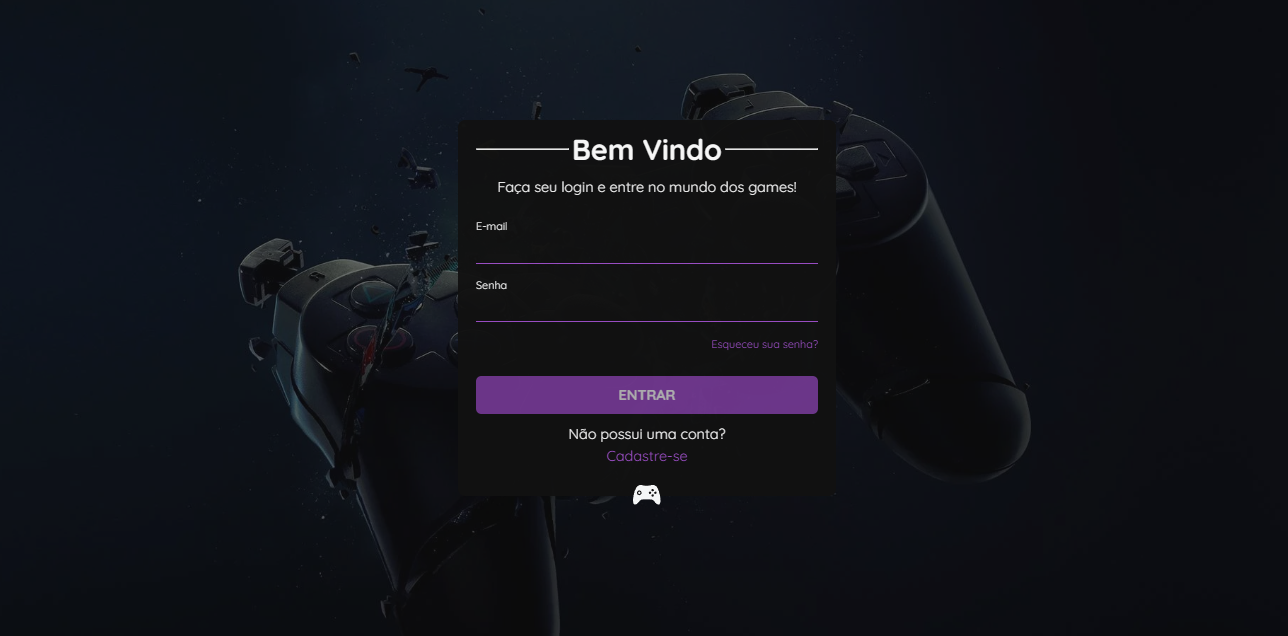 Bem Vindo
Faça seu login e entre no mundo dos games!
E-mail
Senha
Esqueceu sua senha?
ENTRAR
Não possui uma conta?
Cadastre-se